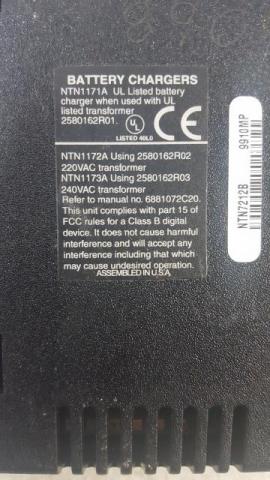 BATTERY CHARGERS
NTN1171A UL Listed battery
charger when used with UL
listed transformer
2580162R01.
UL
CE
LISTED 40L0
NTN1172A Using 2580162R02
220VAC transformer
NTN1173A Using 2580162R03
240VAC transformer
Refer to manual no. 6881072C20.
This unit complies with part 15 of
FCC rules for a Class B digital
device. It does not cause harmful
interference and will accept any
interference including that which
may cause undesired operation.
ASSEMBLED IN U.S.A.
9910MP
NTN7212B